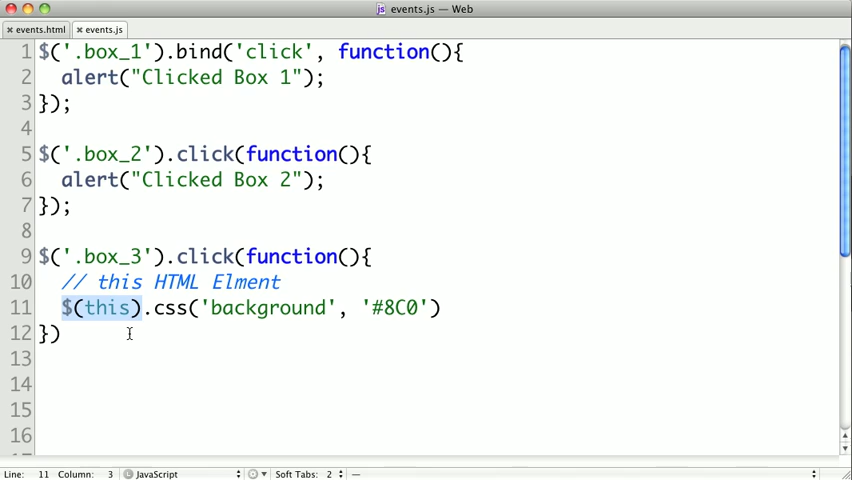 events.js — Web
events.html
events.js
1 $('.box_1').bind('click', function(){
2   alert("Clicked Box 1");
3 });
4
5 $('.box_2').click(function(){
6   alert("Clicked Box 2");
7 });
8
9 $('.box_3').click(function(){
10   // this HTML Elment
11   $(this).css('background', '#8C0')
12 })
13
14
15
16
Line: 11 Column: 3 JavaScript Soft Tabs: 2 —